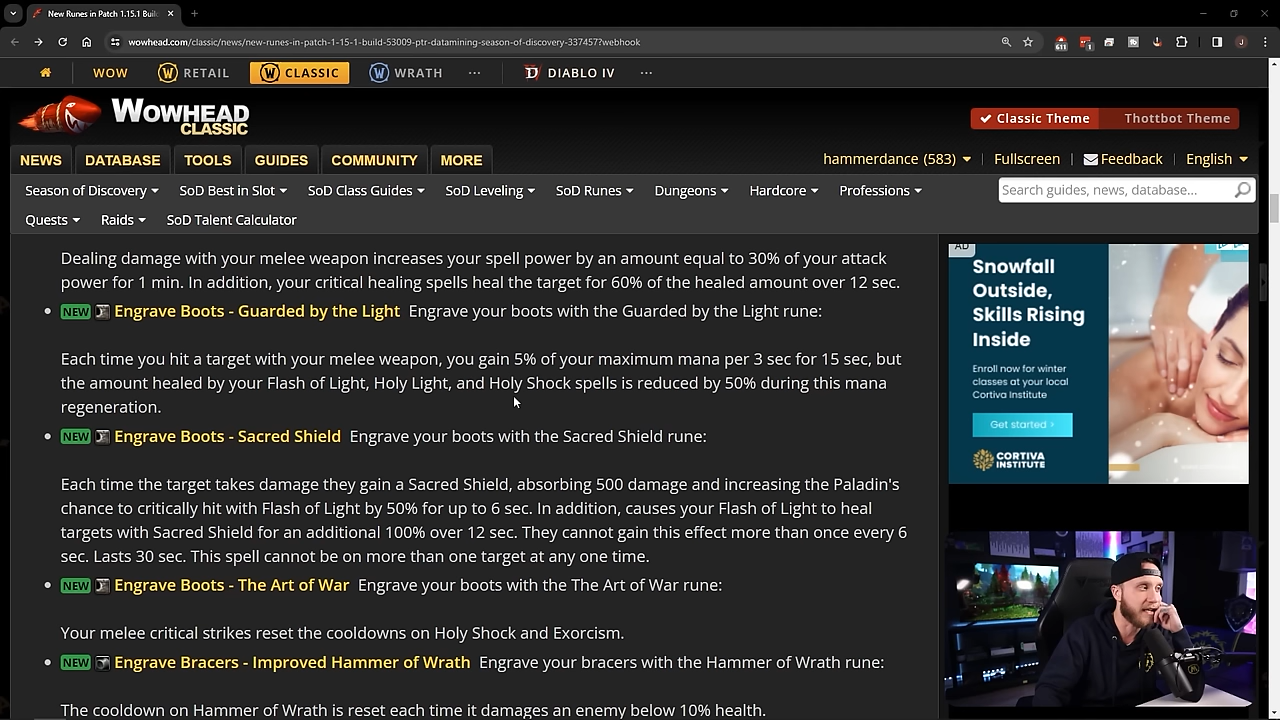 New Runes in Patch 1.15.1 Buil
wowhead.com/classic/news/new-runes-in-patch-1-15-1-build-53009-ptr-datamining-season-of-discovery-337457?webhook
WOW RETAIL CLASSIC WRATH ... DIABLO IV ...
WOWHEAD
CLASSIC
Classic Theme Thottbot Theme
NEWS DATABASE TOOLS GUIDES COMMUNITY MORE
hammerdance (583) Fullscreen Feedback English
Season of Discovery SoD Best in Slot SoD Class Guides SoD Leveling SoD Runes Dungeons Hardcore Professions
Search guides, news, database...
Quests Raids SoD Talent Calculator
Dealing damage with your melee weapon increases your spell power by an amount equal to 30% of your attack
power for 1 min. In addition, your critical healing spells heal the target for 60% of the healed amount over 12 sec.
NEW Engrave Boots - Guarded by the Light Engrave your boots with the Guarded by the Light rune:
Each time you hit a target with your melee weapon, you gain 5% of your maximum mana per 3 sec for 15 sec, but
the amount healed by your Flash of Light, Holy Light, and Holy Shock spells is reduced by 50% during this mana
regeneration.
NEW Engrave Boots - Sacred Shield Engrave your boots with the Sacred Shield rune:
Each time the target takes damage they gain a Sacred Shield, absorbing 500 damage and increasing the Paladin's
chance to critically hit with Flash of Light by 50% for up to 6 sec. In addition, causes your Flash of Light to heal
targets with Sacred Shield for an additional 100% over 12 sec. They cannot gain this effect more than once every 6
sec. Lasts 30 sec. This spell cannot be on more than one target at any one time.
NEW Engrave Boots - The Art of War Engrave your boots with the The Art of War rune:
Your melee critical strikes reset the cooldowns on Holy Shock and Exorcism.
NEW Engrave Bracers - Improved Hammer of Wrath Engrave your bracers with the Hammer of Wrath rune:
The cooldown on Hammer of Wrath is reset each time it damages an enemy below 10% health.
AD
Snowfall
Outside,
Skills Rising
Inside
Enroll now for winter
classes at your local
Cortiva Institute
Get started ›
CORTIVA
INSTITUTE